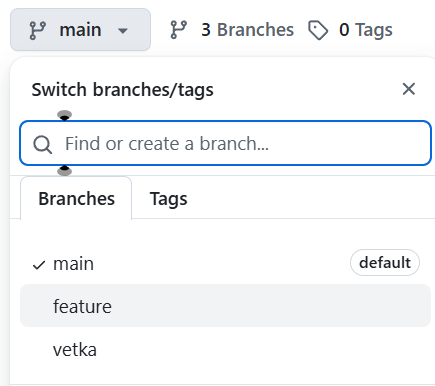 main 3 Branches 0 Tags
Switch branches/tags
Find or create a branch...
Branches Tags
main default
feature
vetka